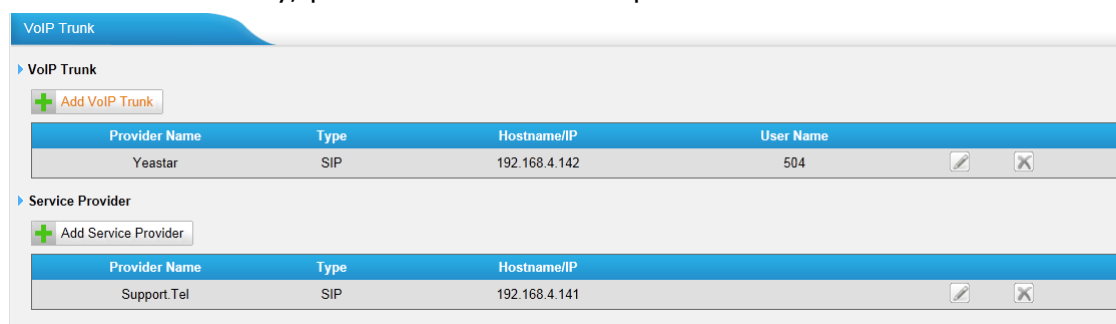 VoIP Trunk
VoIP Trunk
Add VoIP Trunk
Provider Name Type Hostname/IP User Name
Yeastar SIP 192.168.4.142 504
Service Provider
Add Service Provider
Provider Name Type Hostname/IP
Support.Tel SIP 192.168.4.141